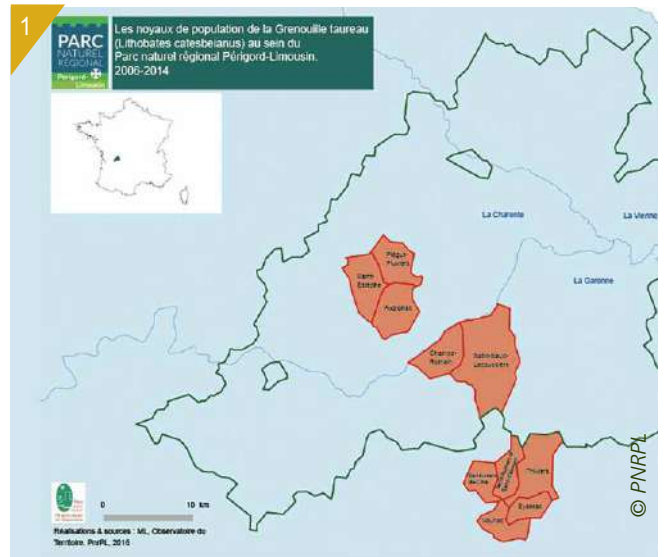 1
PARC
NATUREL
RÉGIONAL
Périgord-
Limousin
Les noyaux de population de la Grenouille taureau
(Lithobates catesbeianus) au sein du
Parc naturel régional Périgord-Limousin.
2006-2014
La Charente
La Vienne
La Garonne
Piégut-
Pluviers
Saint-
Estèphe
Augignac
Champs-
Romain
Saint-Saud-
Lacoussière
Thiviers
Eyzerac
0 10 km
Réalisations & sources : ML, Observatoire du
Territoire, PnrPL, 2015
© PNRPL